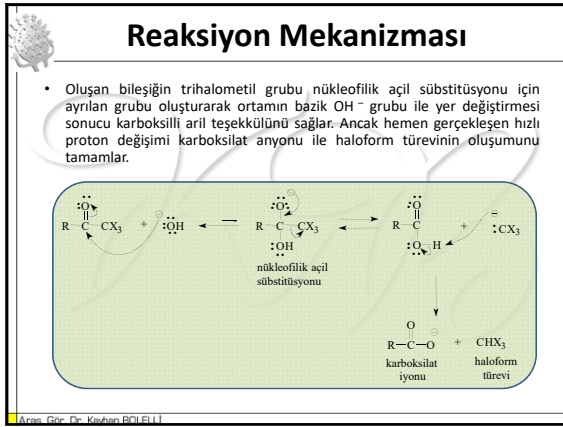 Reaksiyon Mekanizması
• Oluşan bileşiğin trihalometil grubu nükleofilik açil sübstitüsyonu için
ayrılan grubu oluşturarak ortamın bazik OH⁻ grubu ile yer değiştirmesi
sonucu karboksilli aril teşekkülünü sağlar. Ancak hemen gerçekleşen hızlı
proton değişimi karboksilat anyonu ile haloform türevinin oluşumunu
tamamlar.
O O O
R C CX₃ + OH R C CX₃ R C + CX₃
OH O H
nükleofilik açil
sübstitüsyonu
O
R C O + CHX₃
karboksilat haloform
iyonu türevi
Araş. Gör. Dr. Kayhan BOLELLİ